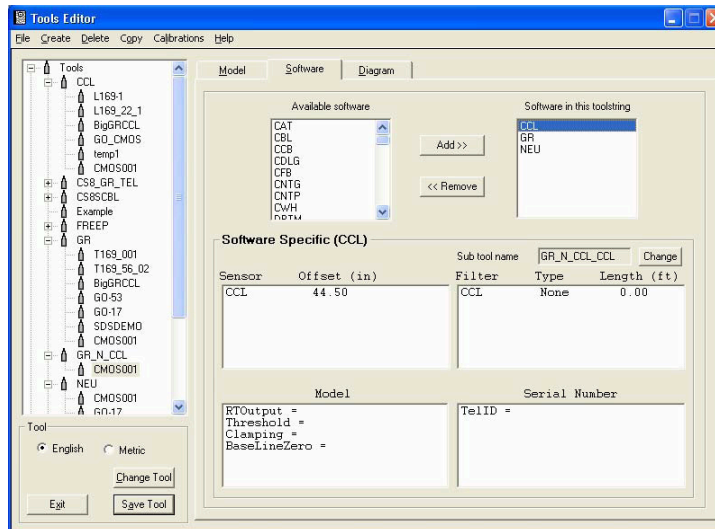 Tools Editor
File Create Delete Copy Calibrations Help
Tools
CCL
L169-1
L169_22_1
BigGRCCL
GO_CMOS
temp1
CMOS001
CS8_GR_TEL
CS8SCBL
Example
FREEP
GR
T169_001
T169_56_02
BigGRCCL
GO-53
GO-17
SDSDEMO
CMOS001
GR_N_CCL
CMOS001
NEU
CMOS001
GO-17
Tool
English Metric
Change Tool
Exit Save Tool
Model Software Diagram
Available software
CAT
CBL
CCB
CDLG
CFB
CNTG
CNTP
CWH
DRTM
Add >>
<< Remove
Software in this toolstring
CCL
GR
NEU
Software Specific (CCL)
Sub tool name GR_N_CCL_CCL Change
Sensor Offset (in)
CCL 44.50
Filter Type Length (ft)
CCL None 0.00
Model
RTOutput =
Threshold =
Clamping =
BaseLineZero =
Serial Number
TelID =